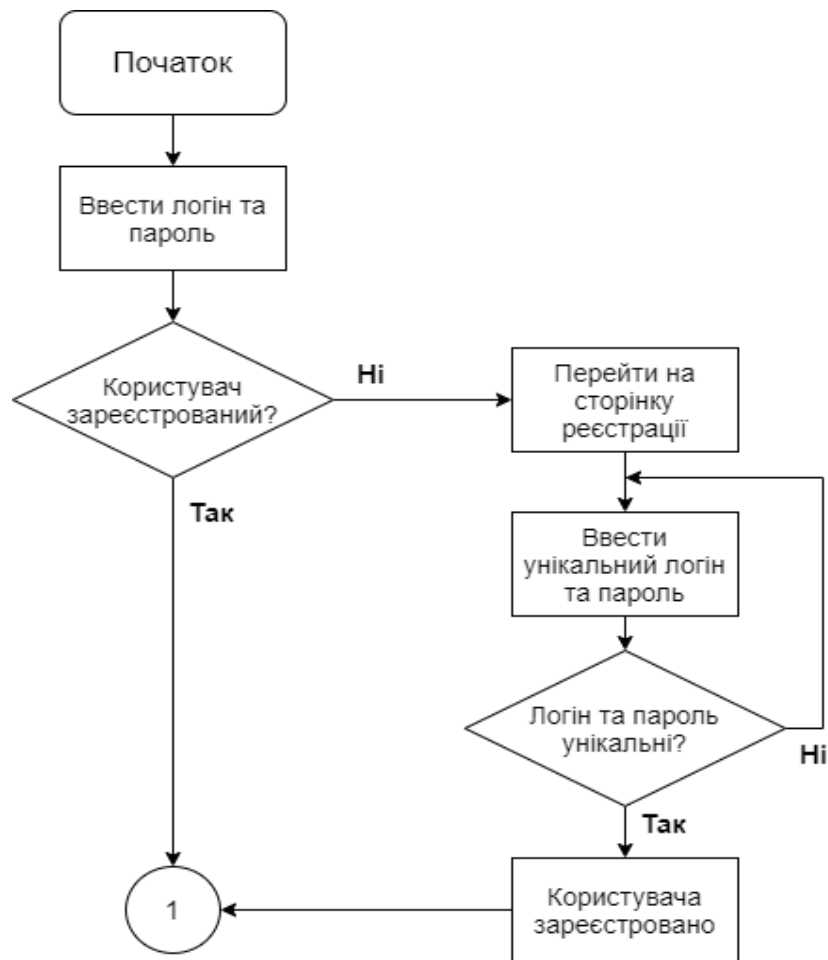 Початок
Ввести логін та
пароль
Користувач
зареєстрований?
Ні
Перейти на
сторінку
реєстрації
Так
Ввести
унікальний логін
та пароль
Логін та пароль
унікальні?
Ні
Так
Користувача
зареєстровано
1